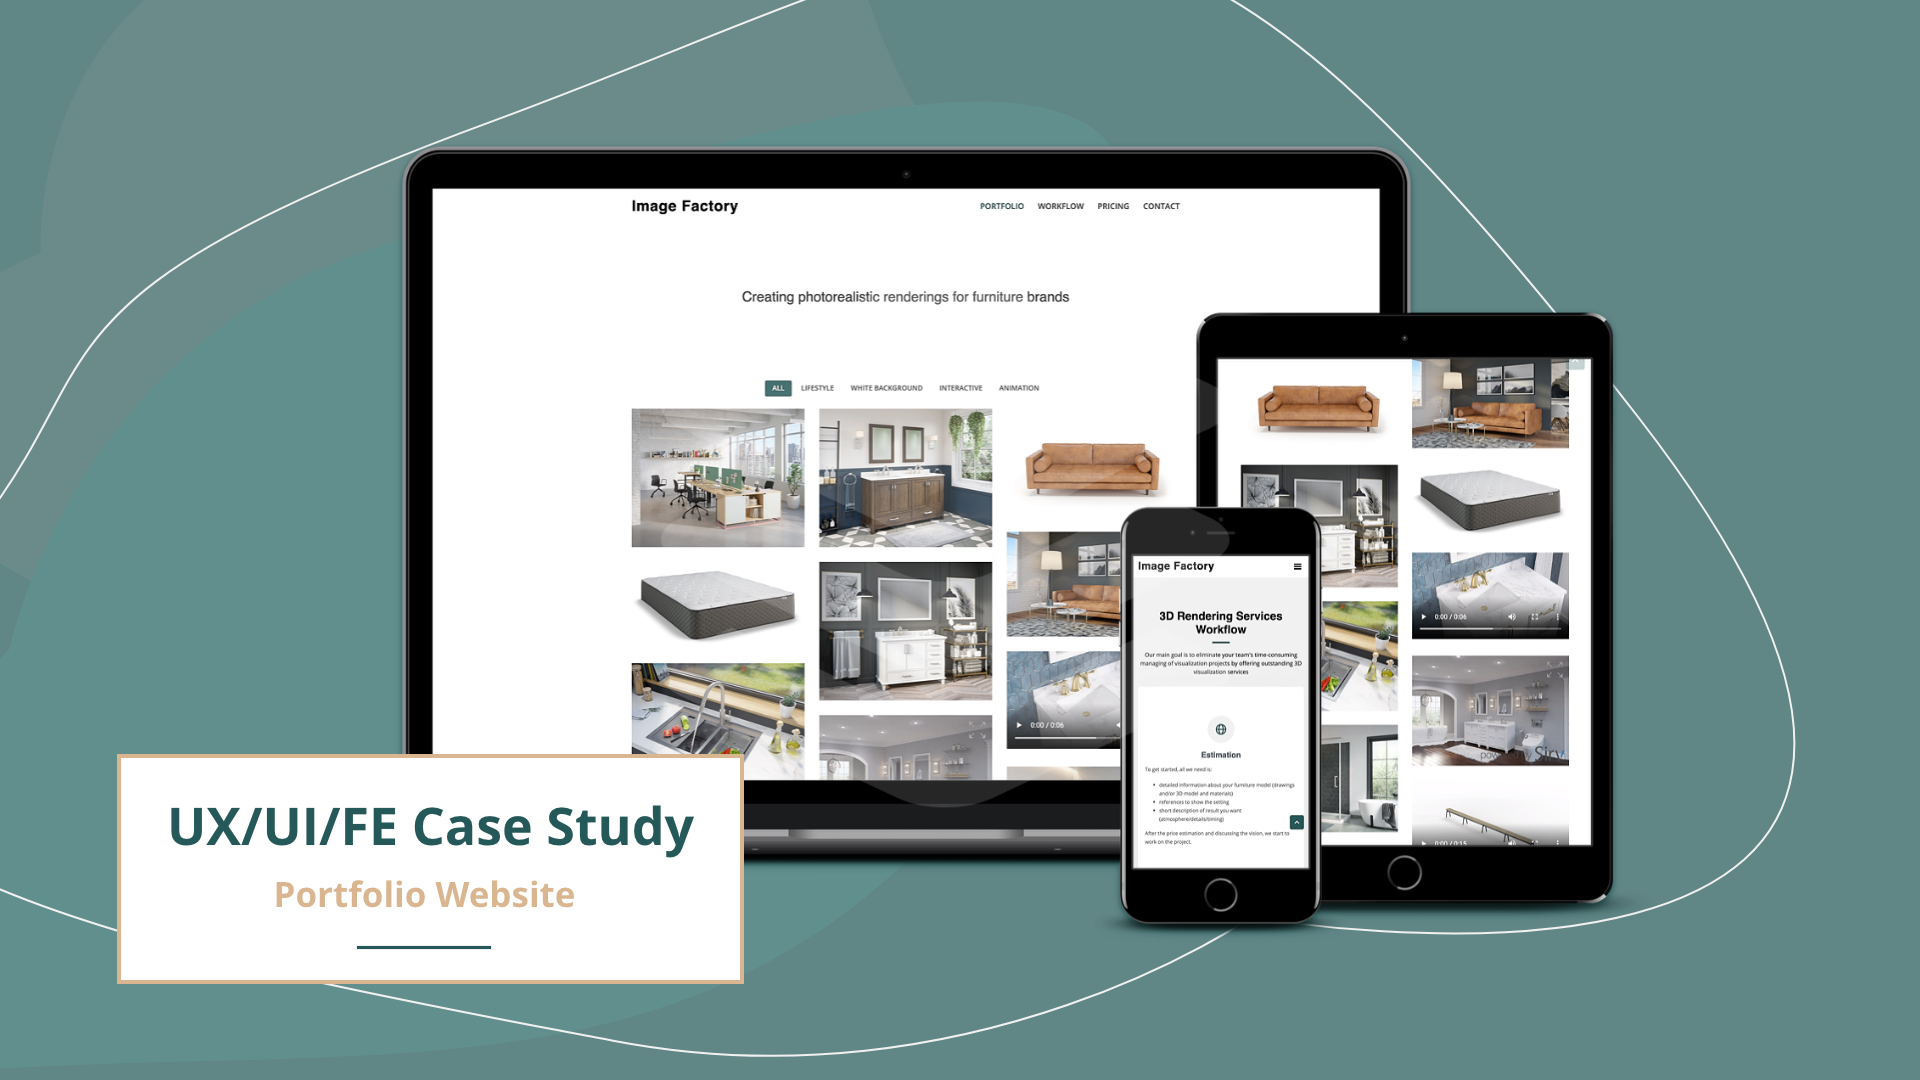 Image Factory
PORTFOLIO WORKFLOW PRICING CONTACT
Creating photorealistic renderings for furniture brands
ALL LIFESTYLE WHITE BACKGROUND INTERACTIVE ANIMATION
0:00 / 0:06
0:00 / 0:06
0:00 / 0:15
Image Factory
3D Rendering Services
Workflow
Our main goal is to eliminate your team's time-consuming
managing of visualization projects by offering outstanding 3D
visualization services
Estimation
To get started, all we need is:
detailed information about your furniture model (drawings
and/or 3D-model and materials)
references to show the setting
short description of result you want
(atmosphere/details/timing)
After the price estimation and discussing the vision, we start to
work on the project.
UX/UI/FE Case Study
Portfolio Website